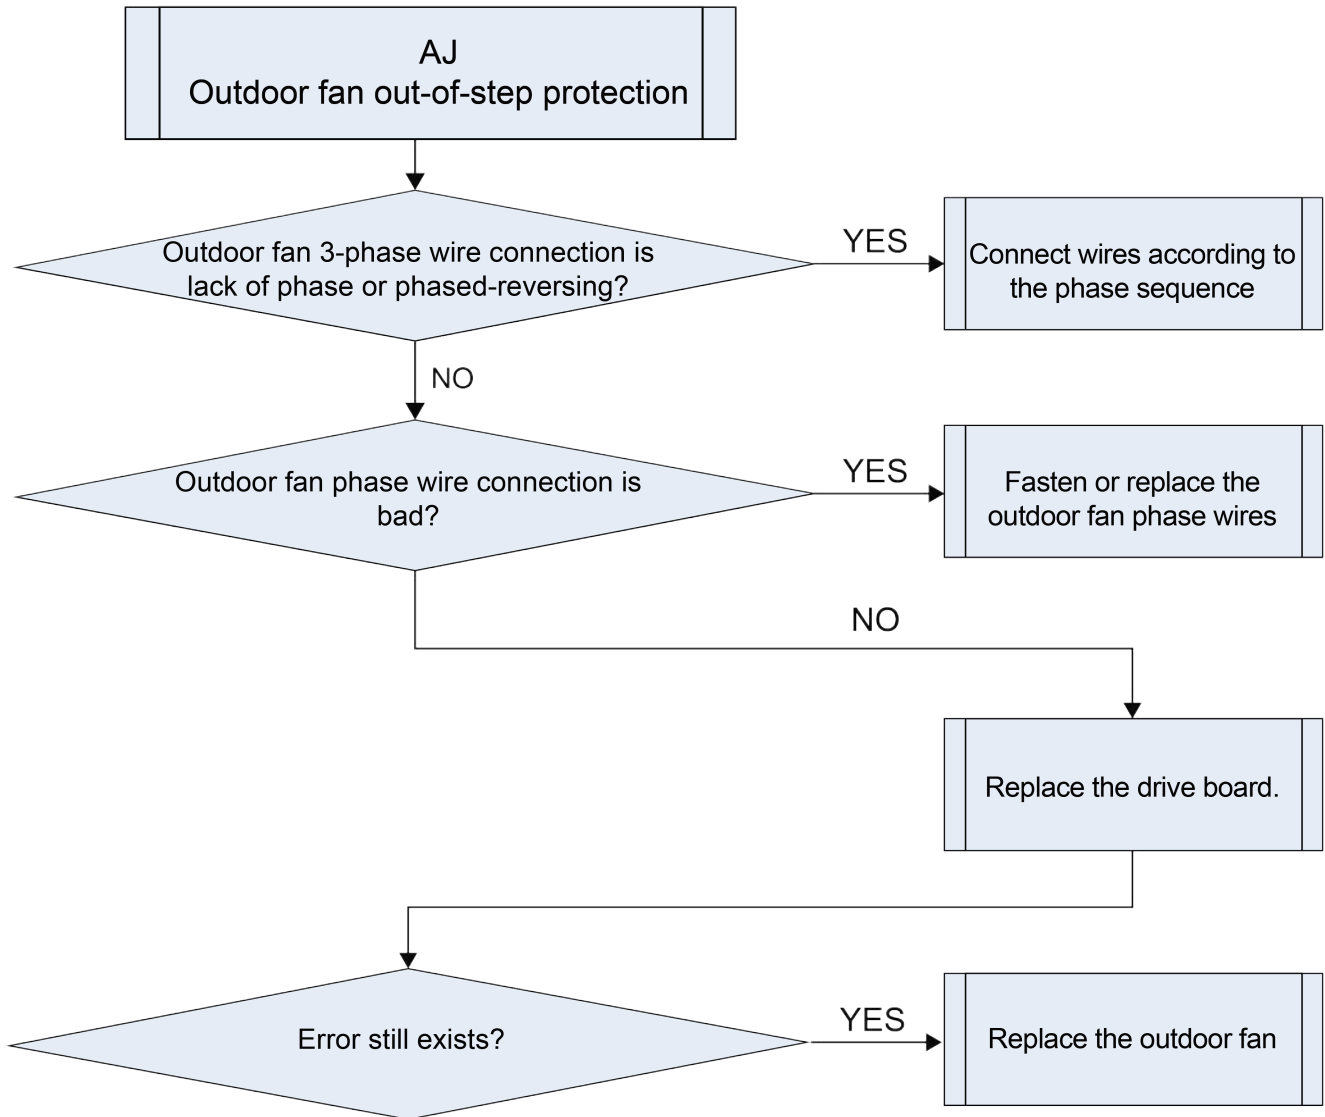 AJ
Outdoor fan out-of-step protection
Outdoor fan 3-phase wire connection is
lack of phase or phased-reversing?
YES
Connect wires according to
the phase sequence
NO
Outdoor fan phase wire connection is
bad?
YES
Fasten or replace the
outdoor fan phase wires
NO
Replace the drive board.
Error still exists?
YES
Replace the outdoor fan